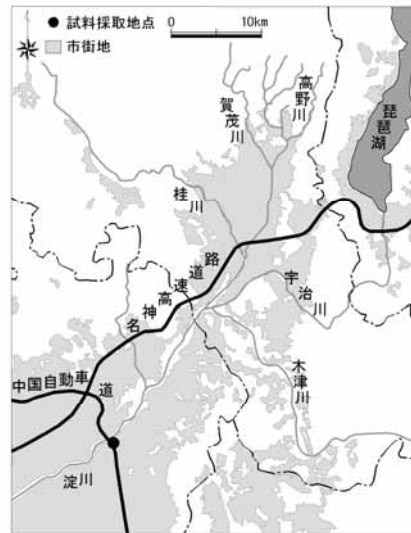 試料採取地点
市街地
10km
賀茂川
高野川
琵琶湖
桂川
名神高速道路
宇治川
木津川
中国自動車道
淀川